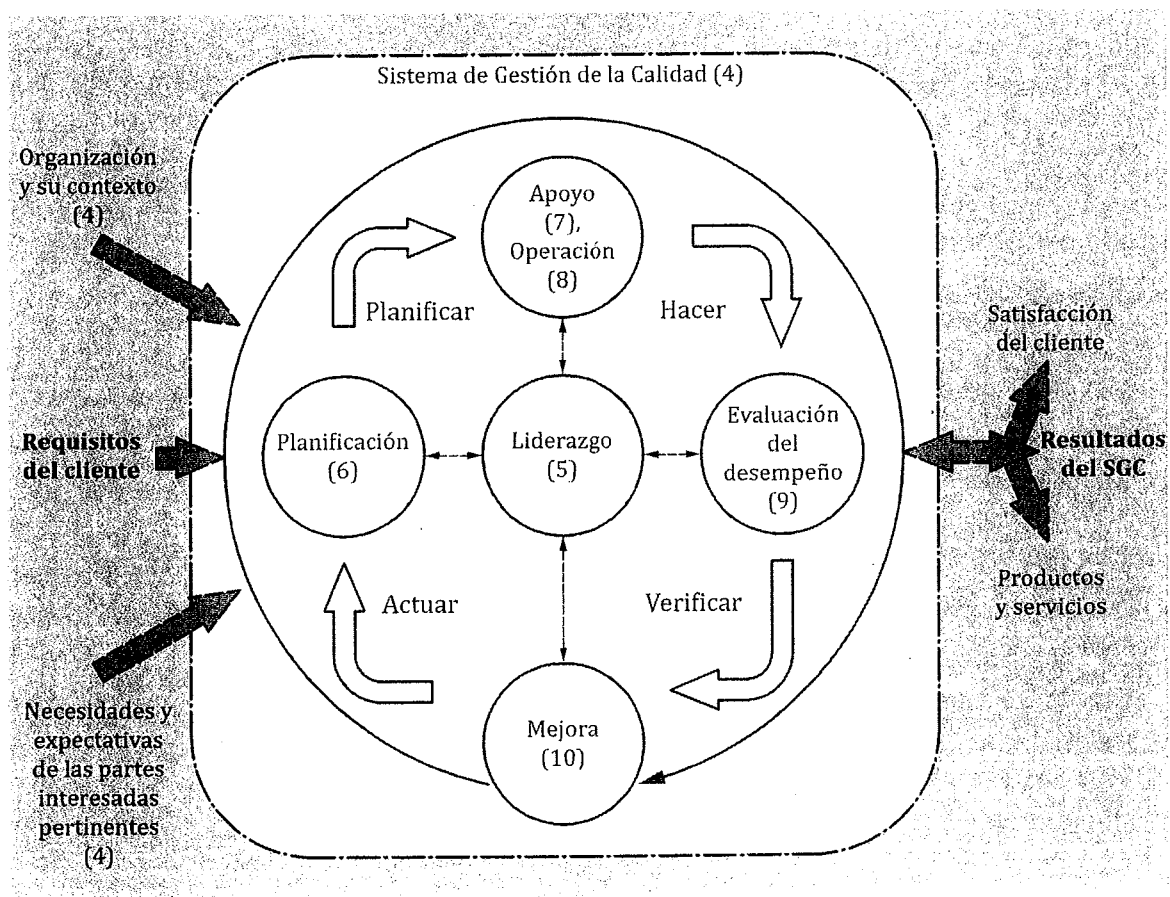 Sistema de Gestión de la Calidad (4)
Organización
y su contexto
(4)
Apoyo
(7),
Operación
(8)
Planificar
Hacer
Satisfacción
del cliente
Requisitos
del cliente
Planificación
(6)
Liderazgo
(5)
Evaluación
del
desempeño
(9)
Resultados
del SGC
Actuar
Verificar
Productos
y servicios
Mejora
(10)
Necesidades y
expectativas
de las partes
interesadas
pertinentes
(4)